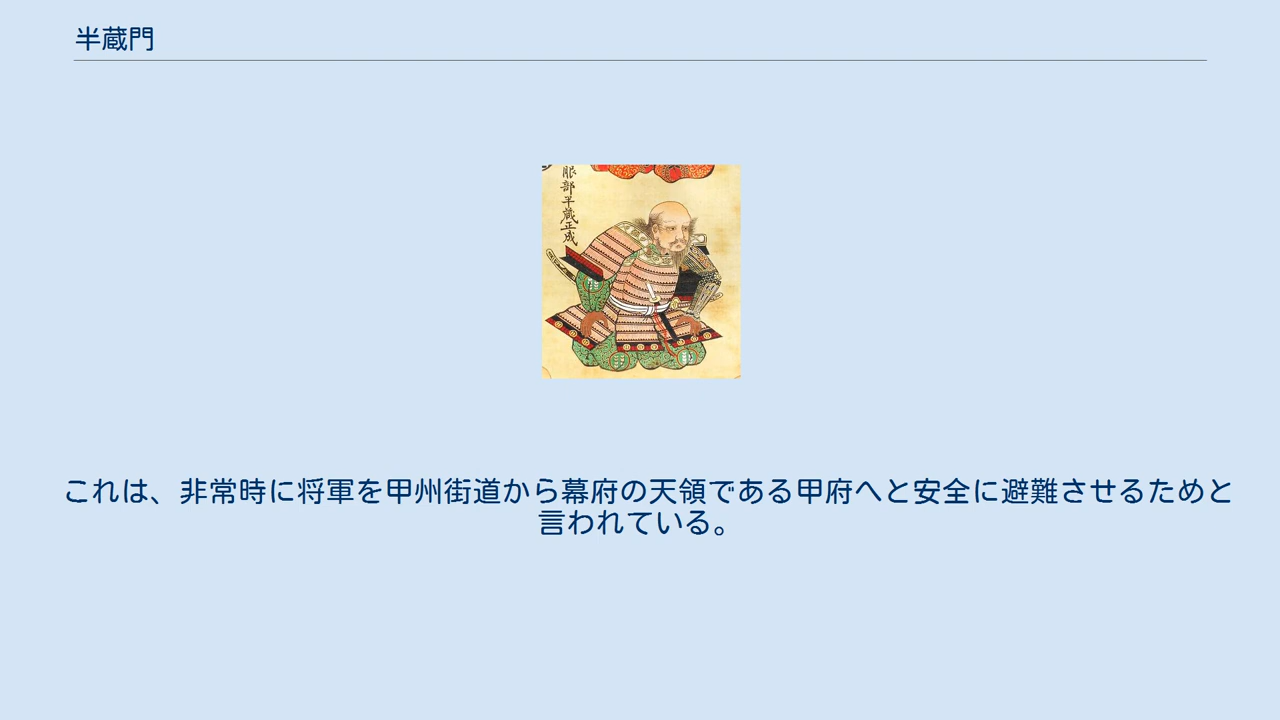 半蔵門
服部半蔵正成
これは、非常時に将軍を甲州街道から幕府の天領である甲府へと安全に避難させるためと
言われている。